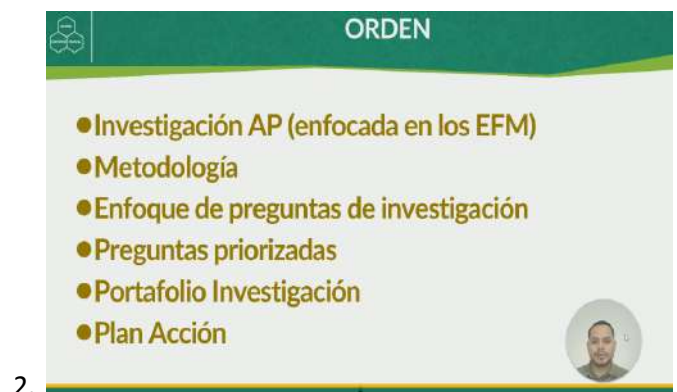 ORDEN
●Investigación AP (enfocada en los EFM)
●Metodología
●Enfoque de preguntas de investigación
●Preguntas priorizadas
●Portafolio Investigación
●Plan Acción
2.